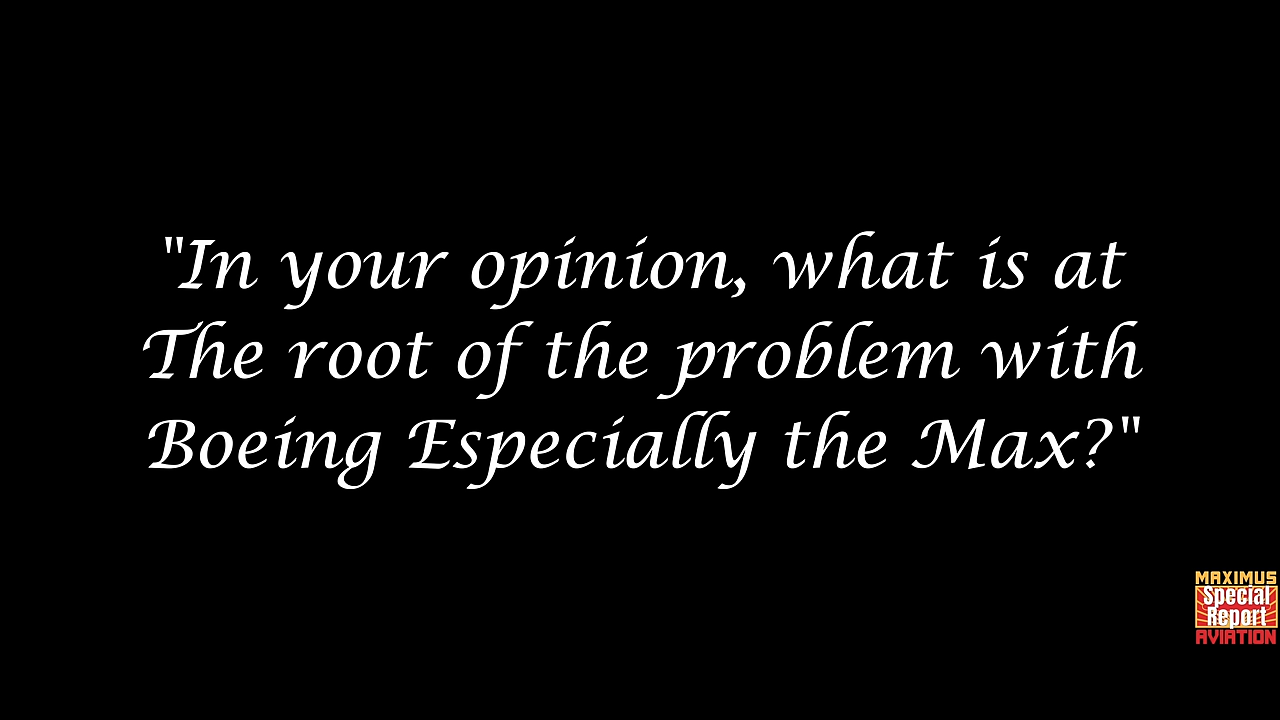 "In your opinion, what is at
The root of the problem with
Boeing Especially the Max?"
MAXIMUS
Special
Report
AVIATION